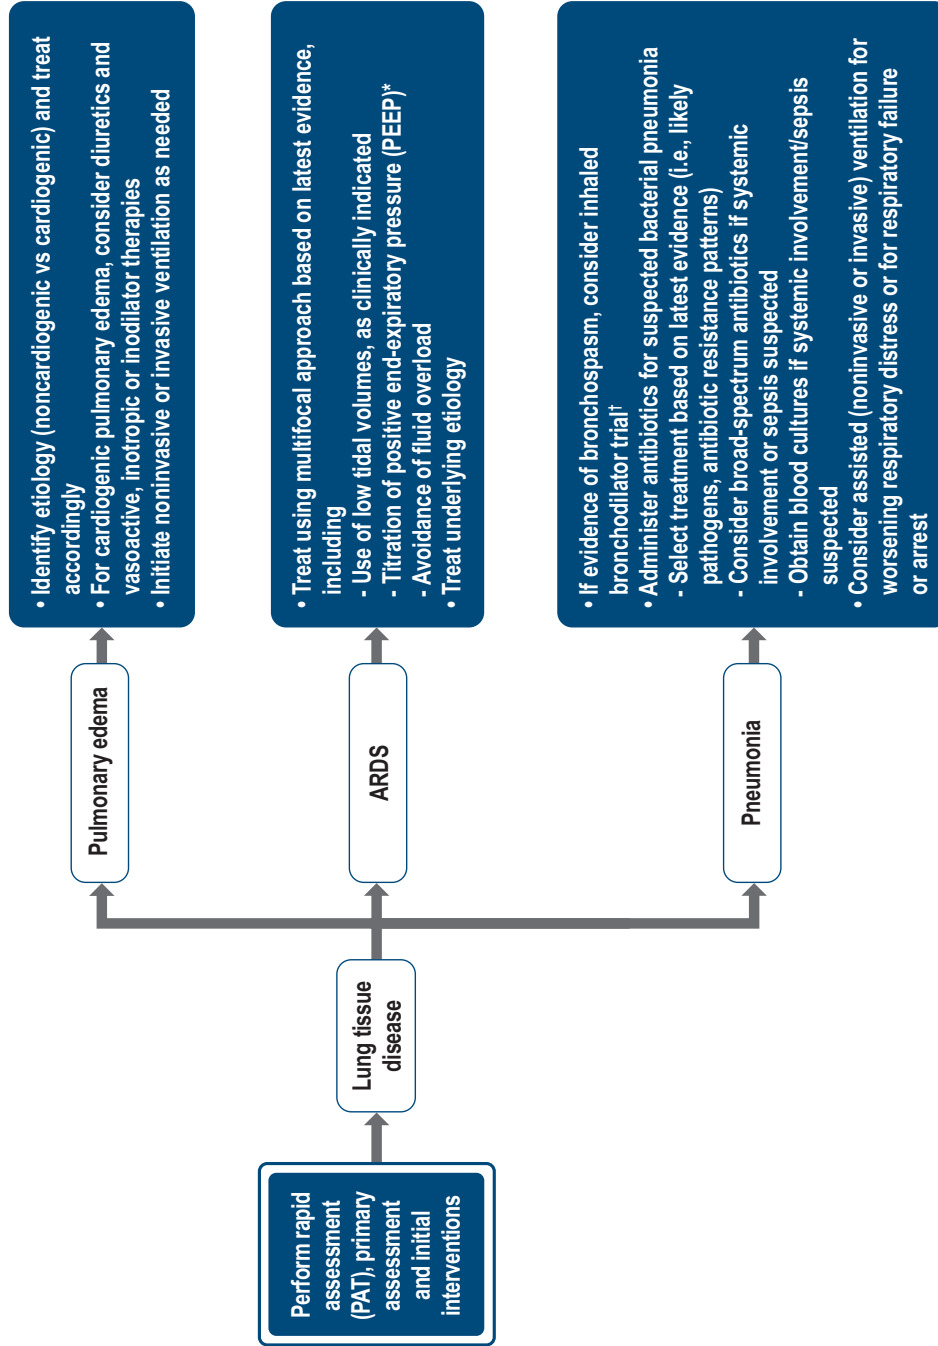 Perform rapid
assessment
(PAT), primary
assessment
and initial
interventions
Lung tissue
disease
Pulmonary edema
• Identify etiology (noncardiogenic vs cardiogenic) and treat
accordingly
• For cardiogenic pulmonary edema, consider diuretics and
vasoactive, inotropic or inodilator therapies
• Initiate noninvasive or invasive ventilation as needed
ARDS
• Treat using multifocal approach based on latest evidence,
including
- Use of low tidal volumes, as clinically indicated
- Titration of positive end-expiratory pressure (PEEP)*
- Avoidance of fluid overload
• Treat underlying etiology
Pneumonia
• If evidence of bronchospasm, consider inhaled
bronchodilator trial†
• Administer antibiotics for suspected bacterial pneumonia
- Select treatment based on latest evidence (i.e., likely
pathogens, antibiotic resistance patterns)
- Consider broad-spectrum antibiotics if systemic
involvement or sepsis suspected
- Obtain blood cultures if systemic involvement/sepsis
suspected
• Consider assisted (noninvasive or invasive) ventilation for
worsening respiratory distress or for respiratory failure
or arrest